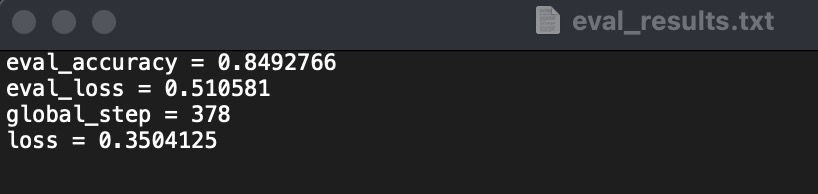 eval_results.txt
eval_accuracy = 0.8492766
eval_loss = 0.510581
global_step = 378
loss = 0.3504125